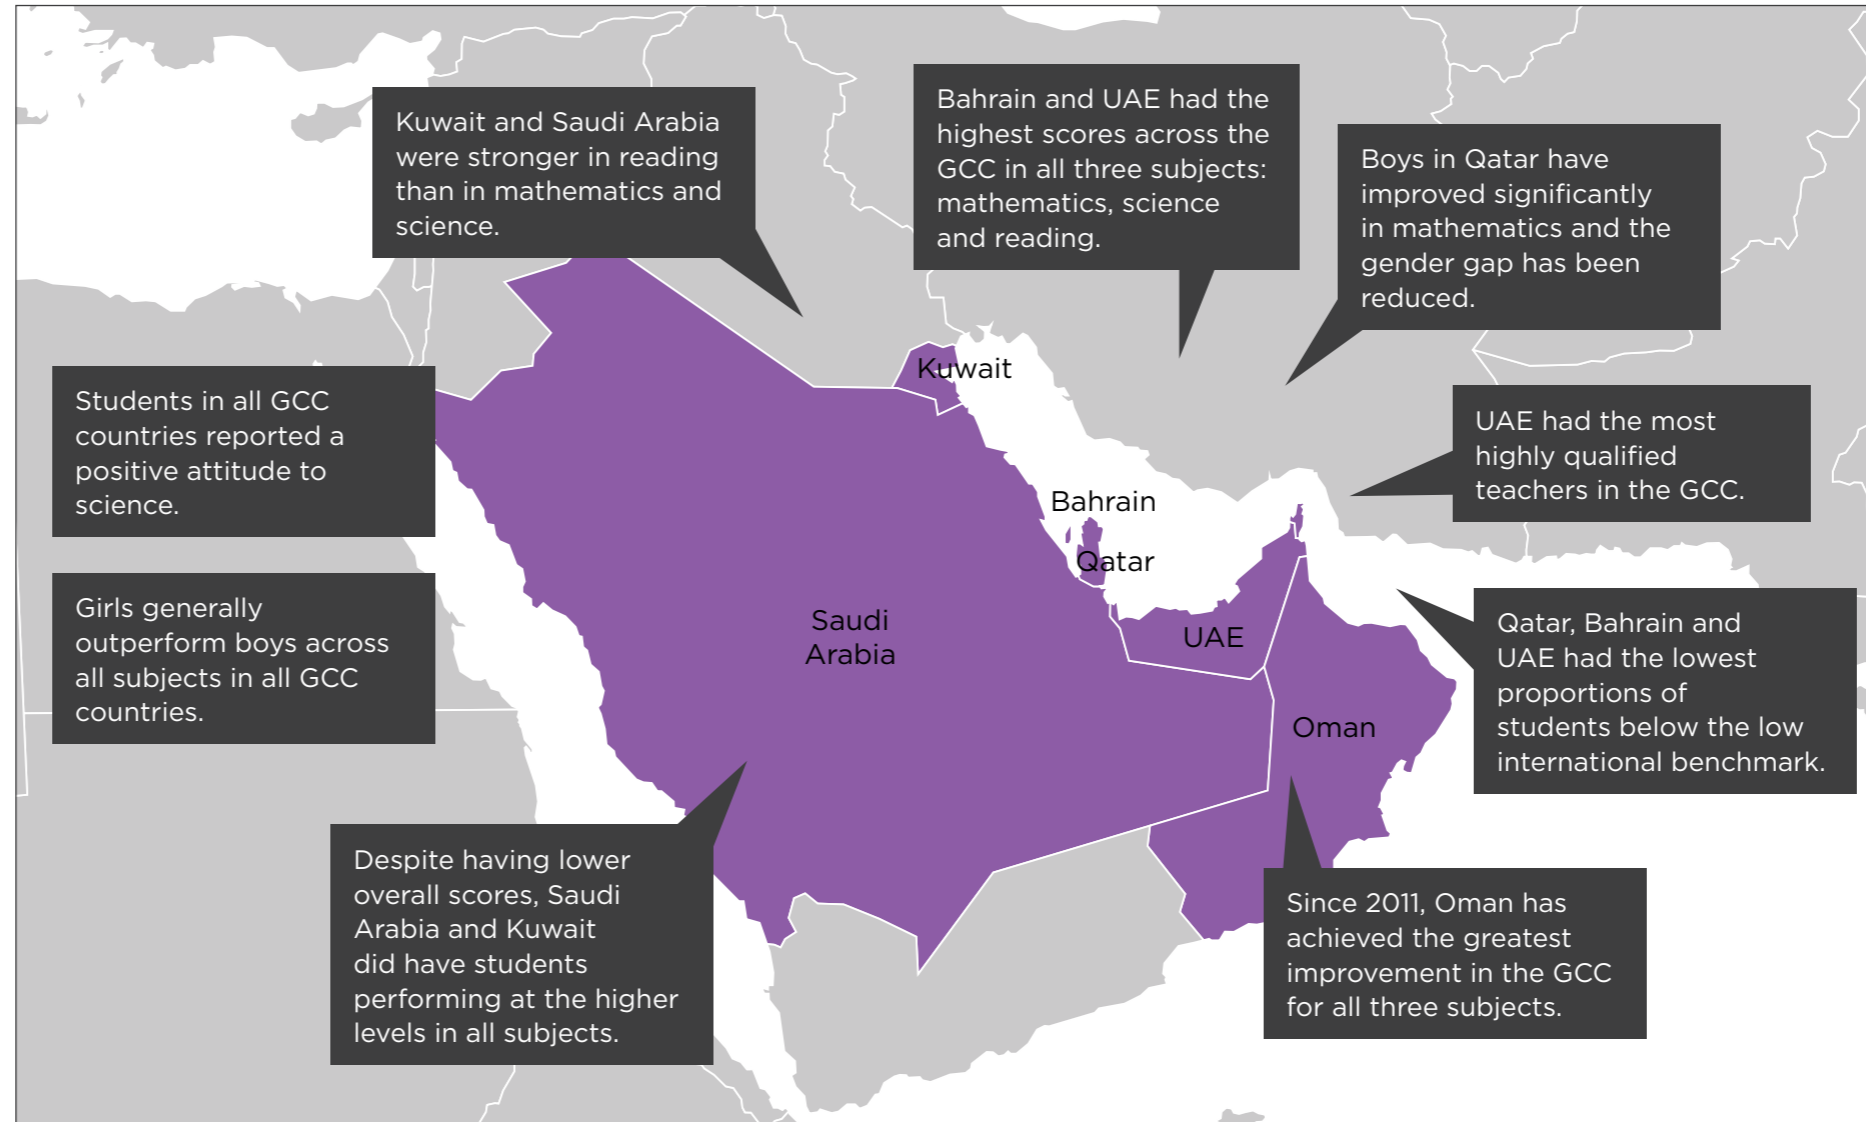 Kuwait and Saudi Arabia
were stronger in reading
than in mathematics and
science.
Bahrain and UAE had the
highest scores across the
GCC in all three subjects:
mathematics, science
and reading.
Boys in Qatar have
improved significantly
in mathematics and the
gender gap has been
reduced.
Students in all GCC
countries reported a
positive attitude to
science.
Kuwait
UAE had the most
highly qualified
teachers in the GCC.
Bahrain
Qatar
Girls generally
outperform boys across
all subjects in all GCC
countries.
Saudi
Arabia
UAE
Oman
Qatar, Bahrain and
UAE had the lowest
proportions of
students below the low
international benchmark.
Despite having lower
overall scores, Saudi
Arabia and Kuwait
did have students
performing at the higher
levels in all subjects.
Since 2011, Oman has
achieved the greatest
improvement in the GCC
for all three subjects.